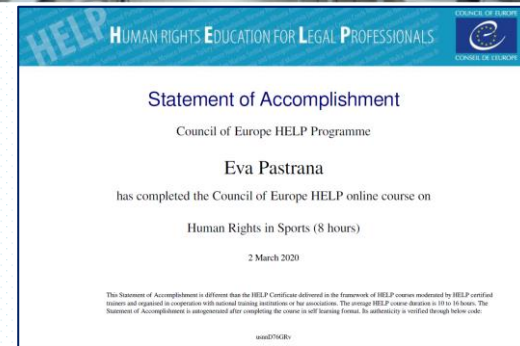 HELP HUMAN RIGHTS EDUCATION FOR LEGAL PROFESSIONALS
COUNCIL OF EUROPE
CONSEIL DE L'EUROPE
Statement of Accomplishment
Council of Europe HELP Programme
Eva Pastrana
has completed the Council of Europe HELP online course on
Human Rights in Sports (8 hours)
2 March 2020
This Statement of Accomplishment is different than the HELP Certificate delivered in the framework of HELP courses moderated by HELP certified
trainers and organised in cooperation with national training institutions or bar associations. The average HELP course duration is 10 to 16 hours. The
Statement of Accomplishment is autogenerated after completing the course in self learning format. Its authenticity is verified through below code: